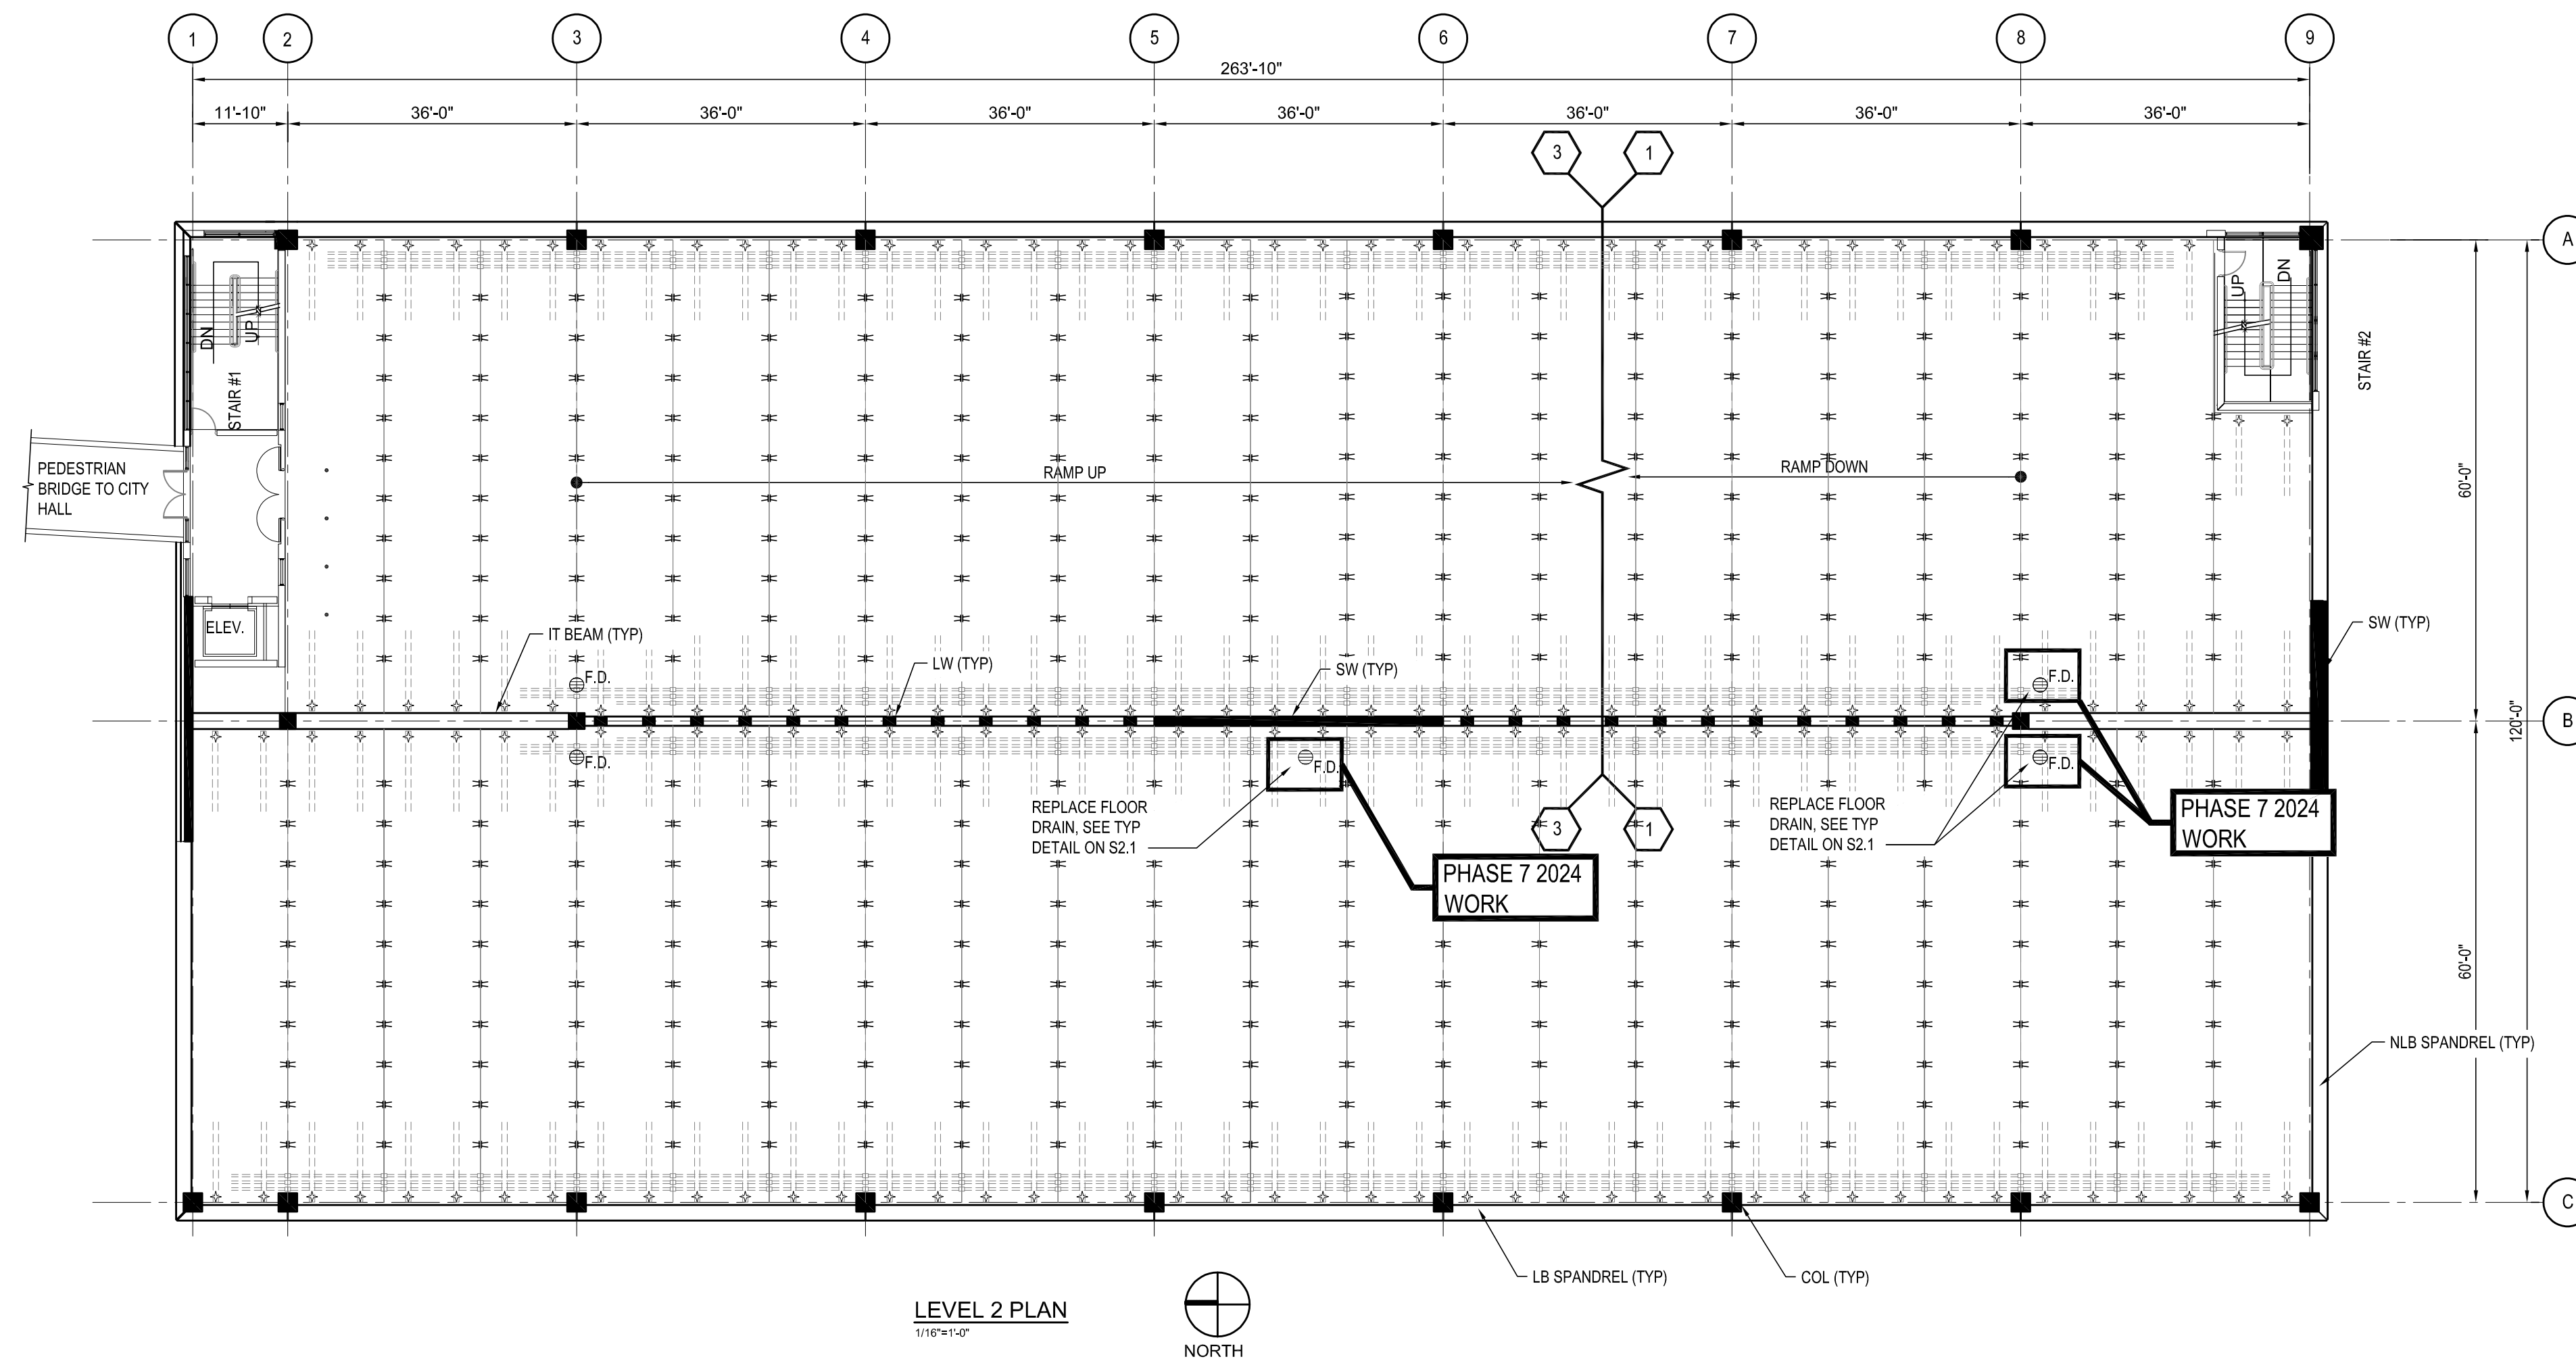 1 2 3 4 5 6 7 8 9
263'-10"
11'-10" 36'-0" 36'-0" 36'-0" 36'-0" 36'-0" 36'-0" 36'-0"
3 1
A
UP DN
STAIR #2
DN UP
STAIR #1
PEDESTRIAN
BRIDGE TO CITY
HALL
RAMP UP
RAMP DOWN
60'-0"
ELEV.
IT BEAM (TYP)
LW (TYP)
SW (TYP)
SW (TYP)
F.D.
F.D.
B
120'-0"
F.D.
F.D.
F.D.
REPLACE FLOOR
DRAIN, SEE TYP
DETAIL ON S2.1
REPLACE FLOOR
DRAIN, SEE TYP
DETAIL ON S2.1
PHASE 7 2024
WORK
3 1
PHASE 7 2024
WORK
60'-0"
NLB SPANDREL (TYP)
C
LB SPANDREL (TYP)
COL (TYP)
LEVEL 2 PLAN
1/16"=1'-0"
NORTH